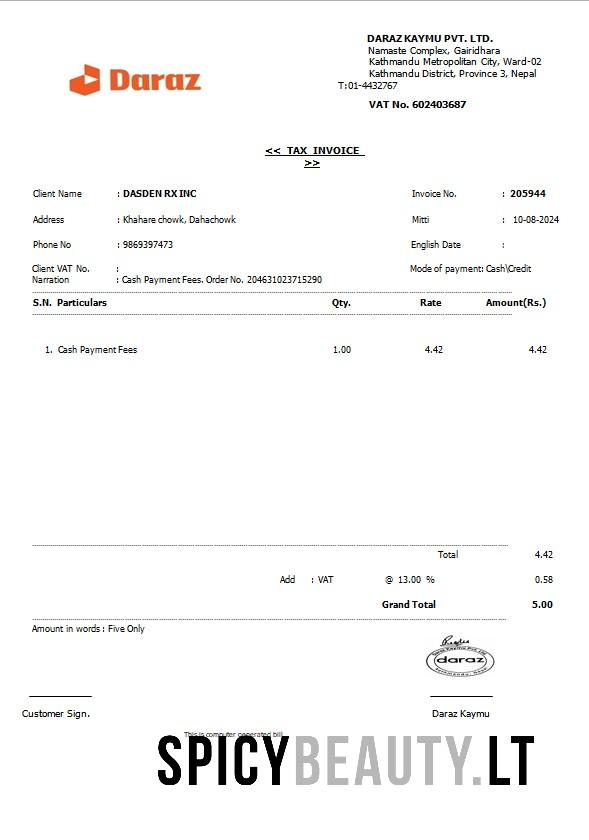 Daraz
DARAZ KAYMU PVT. LTD.
Namaste Complex, Gairidhara
Kathmandu Metropolitan City, Ward-02
Kathmandu District, Province 3, Nepal
T:01-4432767
VAT No. 602403687
<< TAX INVOICE
>>
Client Name : DASDEN RX INC Invoice No. : 205944
Address : Khahare chowk, Dahachowk Mitti : 10-08-2024
Phone No : 9869397473 English Date :
Client VAT No. : Mode of payment: Cash\Credit
Narration : Cash Payment Fees. Order No. 204631023715290
S.N. Particulars Qty. Rate Amount(Rs.)
1. Cash Payment Fees 1.00 4.42 4.42
Total 4.42
Add : VAT @ 13.00 % 0.58
Grand Total 5.00
Amount in words : Five Only
Daraz Kaymu Pvt. Ltd.
daraz
Customer Sign. Daraz Kaymu
This is computer generated bill
SPICYBEAUTY.LT